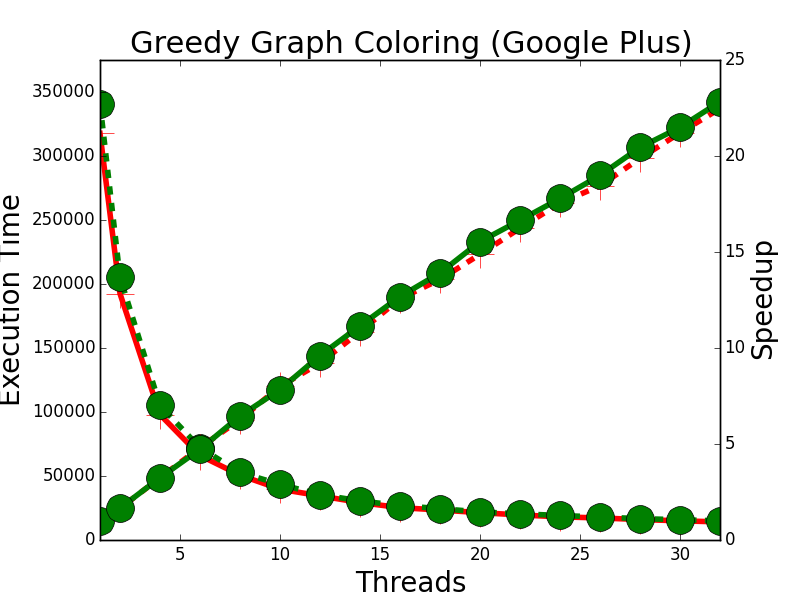 Greedy Graph Coloring (Google Plus)
Execution Time
350000
300000
250000
200000
150000
100000
50000
0
25
20
15
10
5
0
Speedup
5 10 15 20 25 30
Threads